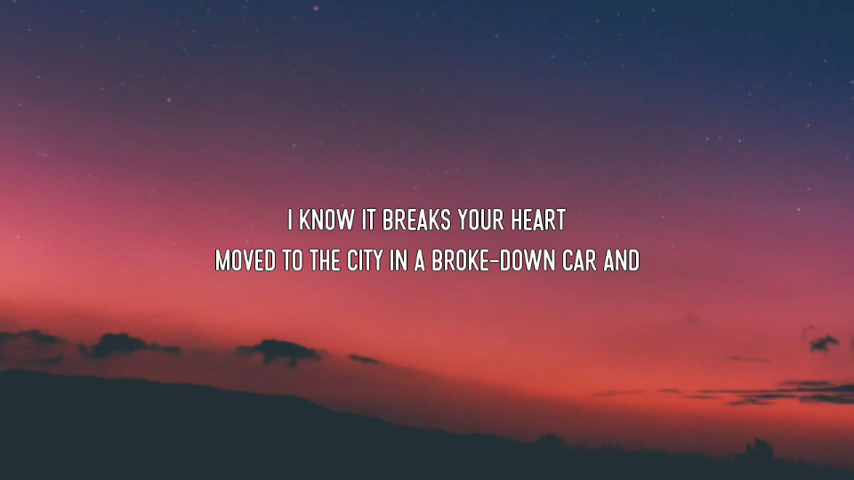 I KNOW IT BREAKS YOUR HEART
MOVED TO THE CITY IN A BROKE-DOWN CAR AND